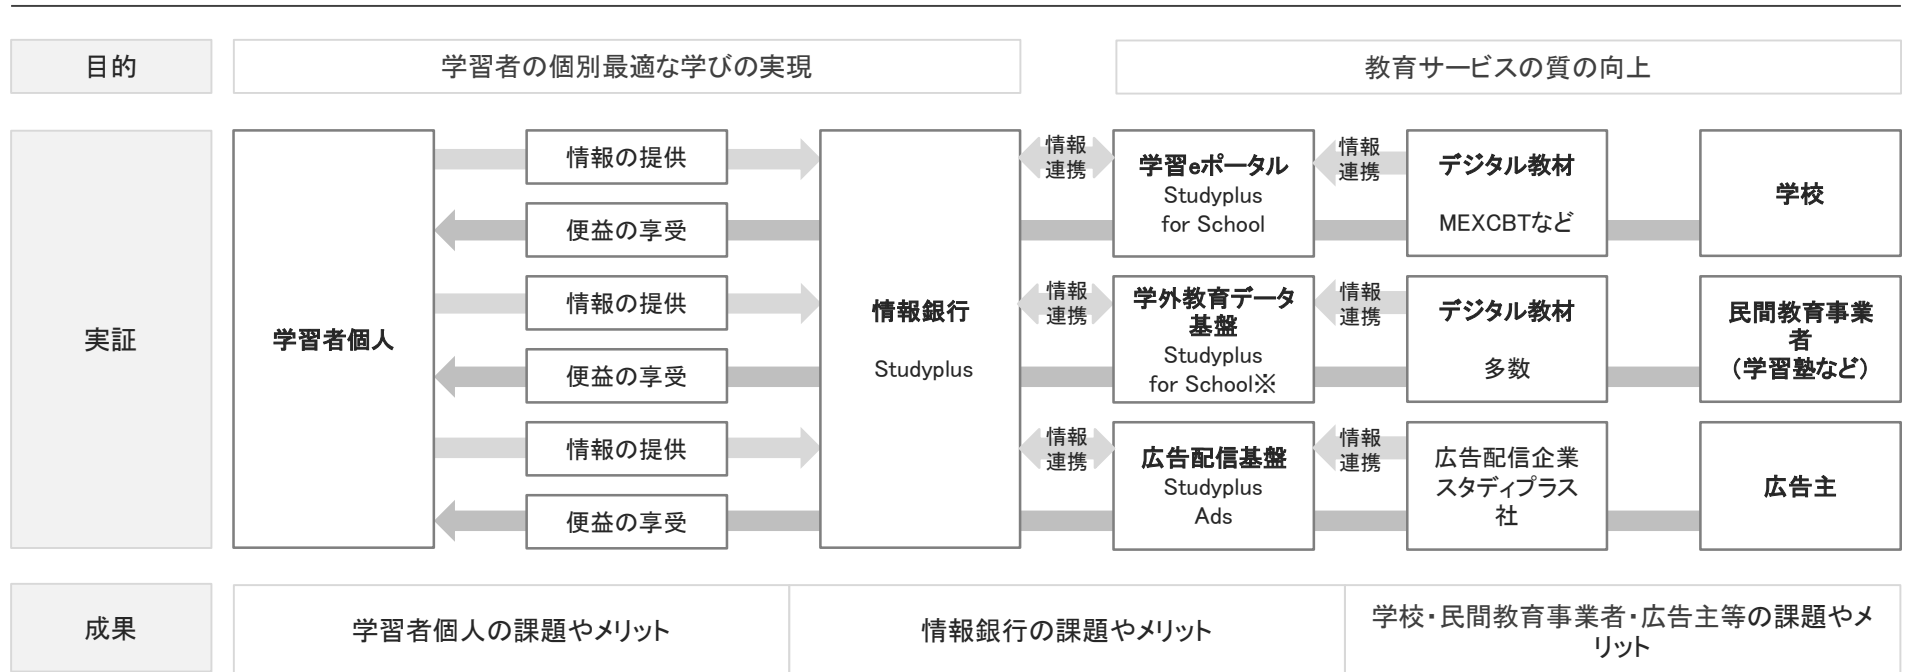 目的
学習者の個別最適な学びの実現
教育サービスの質の向上
実証
学習者個人
情報の提供
便益の享受
情報の提供
便益の享受
情報の提供
便益の享受
情報銀行
Studyplus
情報
連携
学習eポータル
Studyplus
for School
情報
連携
デジタル教材
MEXCBTなど
学校
情報
連携
学外教育データ
基盤
Studyplus
for School※
情報
連携
デジタル教材
多数
民間教育事業
者
（学習塾など）
情報
連携
広告配信基盤
Studyplus
Ads
情報
連携
広告配信企業
スタディプラス
社
広告主
成果
学習者個人の課題やメリット
情報銀行の課題やメリット
学校・民間教育事業者・広告主等の課題やメ
リット